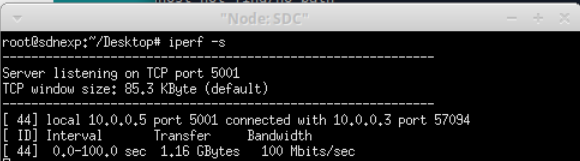 "Node: SDC"
root@sdnexp:~/Desktop# iperf -s
------------------------------------------------------------
Server listening on TCP port 5001
TCP window size: 85.3 KByte (default)
------------------------------------------------------------
[ 44] local 10.0.0.5 port 5001 connected with 10.0.0.3 port 57094
[ ID] Interval       Transfer     Bandwidth
[ 44]  0.0-100.0 sec  1.16 GBytes   100 Mbits/sec